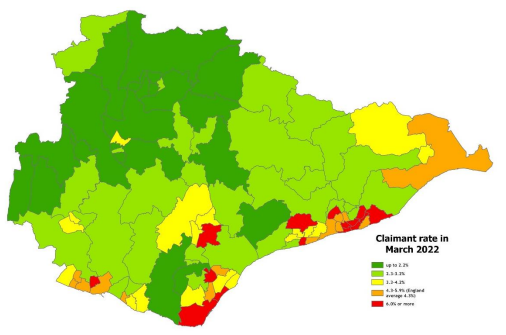 Claimant rate in
March 2022
up to 2.2%
2.3-3.2%
3.3-4.2%
4.3-5.9% (England
average 4.3%)
6.0% or more